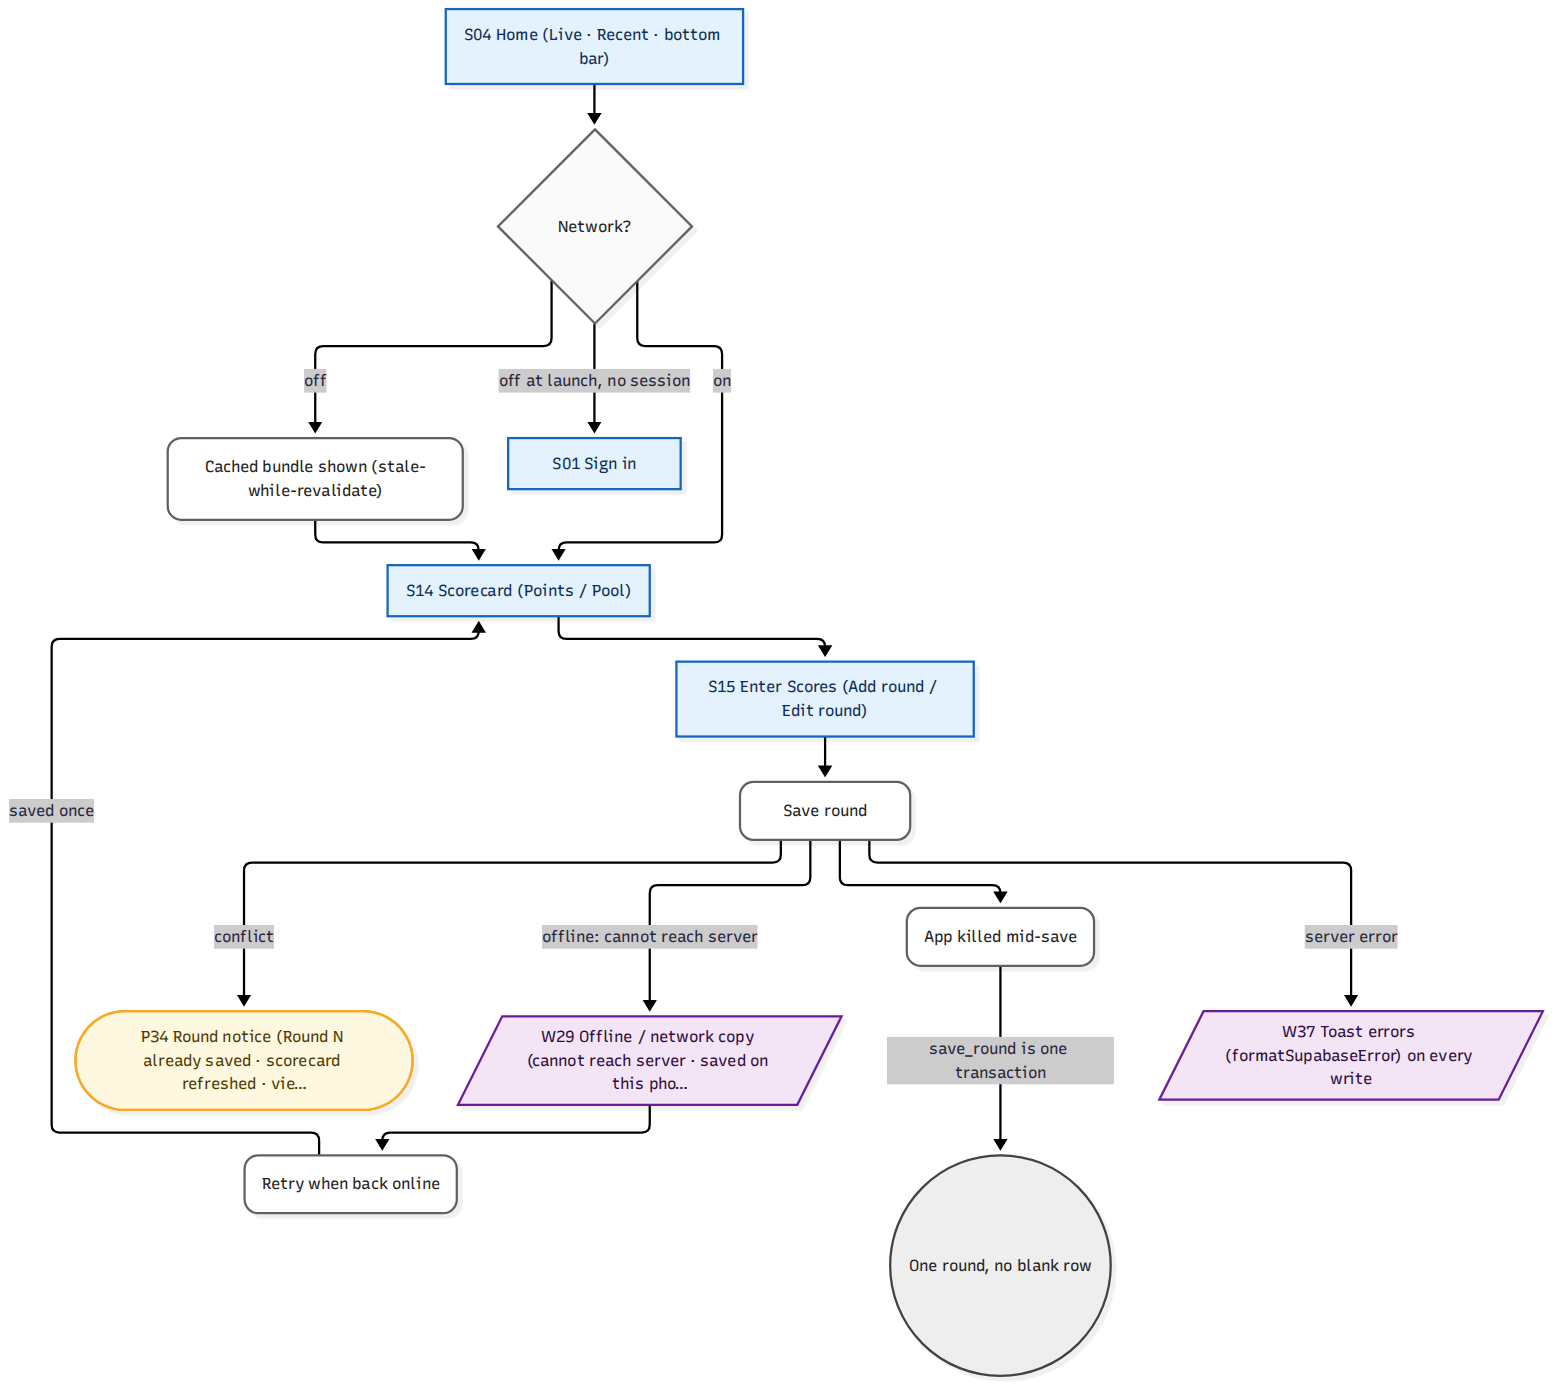 S04 Home (Live · Recent · bottom
bar)
Network?
off
off at launch, no session
on
Cached bundle shown (stale-
while-revalidate)
S01 Sign in
S14 Scorecard (Points / Pool)
S15 Enter Scores (Add round /
Edit round)
saved once
Save round
conflict
offline: cannot reach server
App killed mid-save
server error
P34 Round notice (Round N
already saved · scorecard
refreshed · vie...
W29 Offline / network copy
(cannot reach server · saved on
this pho...
save_round is one
transaction
W37 Toast errors
(formatSupabaseError) on every
write
Retry when back online
One round, no blank row